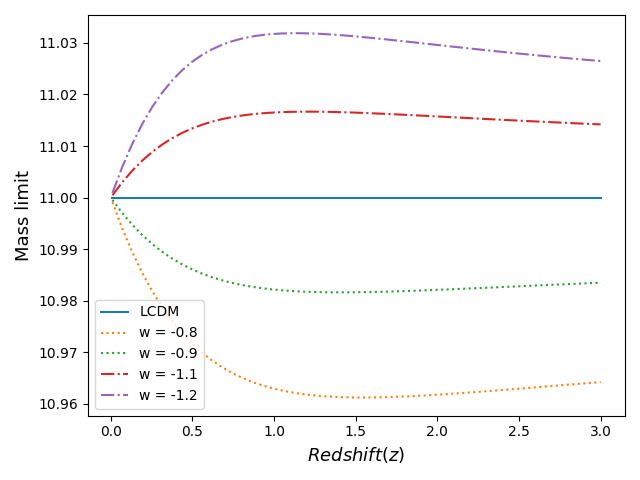 11.03
11.02
11.01
11.00
10.99
10.98
10.97
10.96
Mass limit
LCDM
w = -0.8
w = -0.9
w = -1.1
w = -1.2
0.0 0.5 1.0 1.5 2.0 2.5 3.0
Redshift(z)